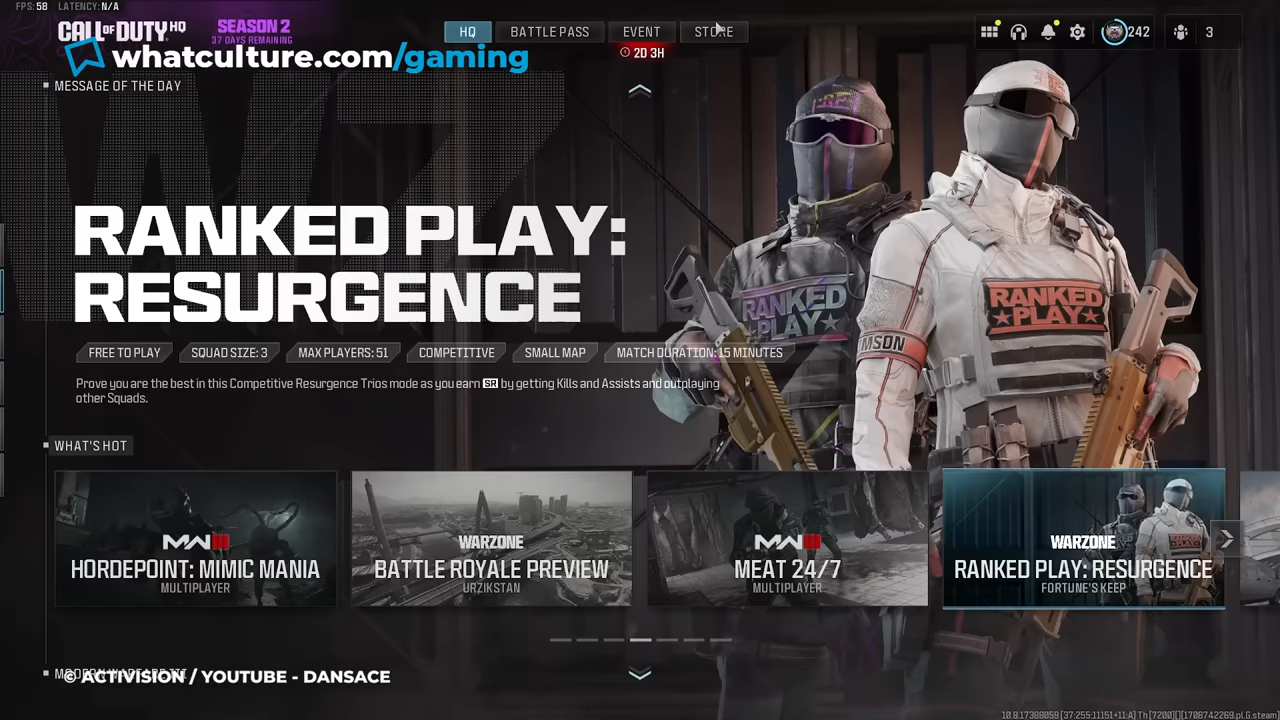 FPS: 58 LATENCY: N/A
CALL OF DUTY HQ
SEASON 2
37 DAYS REMAINING
HQ
BATTLE PASS
EVENT
STORE
2D 3H
242
3
whatculture.com/gaming
MESSAGE OF THE DAY
RANKED PLAY:
RESURGENCE
RANKED
PLAY
RANKED
PLAY
FREE TO PLAY
SQUAD SIZE: 3
MAX PLAYERS: 51
COMPETITIVE
SMALL MAP
MATCH DURATION: 15 MINUTES
Prove you are the best in this Competitive Resurgence Trios mode as you earn SR by getting Kills and Assists and outplaying
other Squads.
WHAT'S HOT
MWIII
HORDEPOINT: MIMIC MANIA
MULTIPLAYER
WARZONE
BATTLE ROYALE PREVIEW
URZIKSTAN
MWIII
MEAT 24/7
MULTIPLAYER
WARZONE
RANKED PLAY: RESURGENCE
FORTUNE'S KEEP
MODERN WARFARE III
© ACTIVISION / YOUTUBE - DANSACE